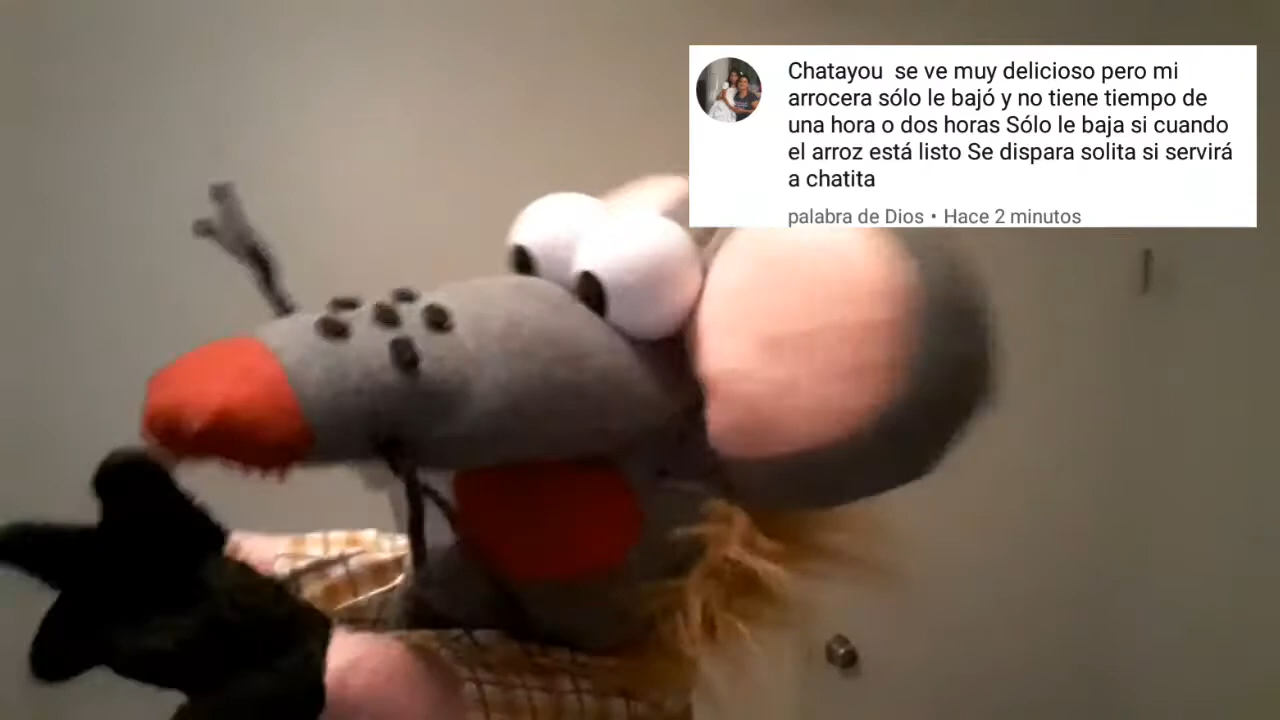 Chatayou se ve muy delicioso pero mi
arrocera sólo le bajó y no tiene tiempo de
una hora o dos horas Sólo le baja si cuando
el arroz está listo Se dispara solita si servirá
a chatita
palabra de Dios • Hace 2 minutos